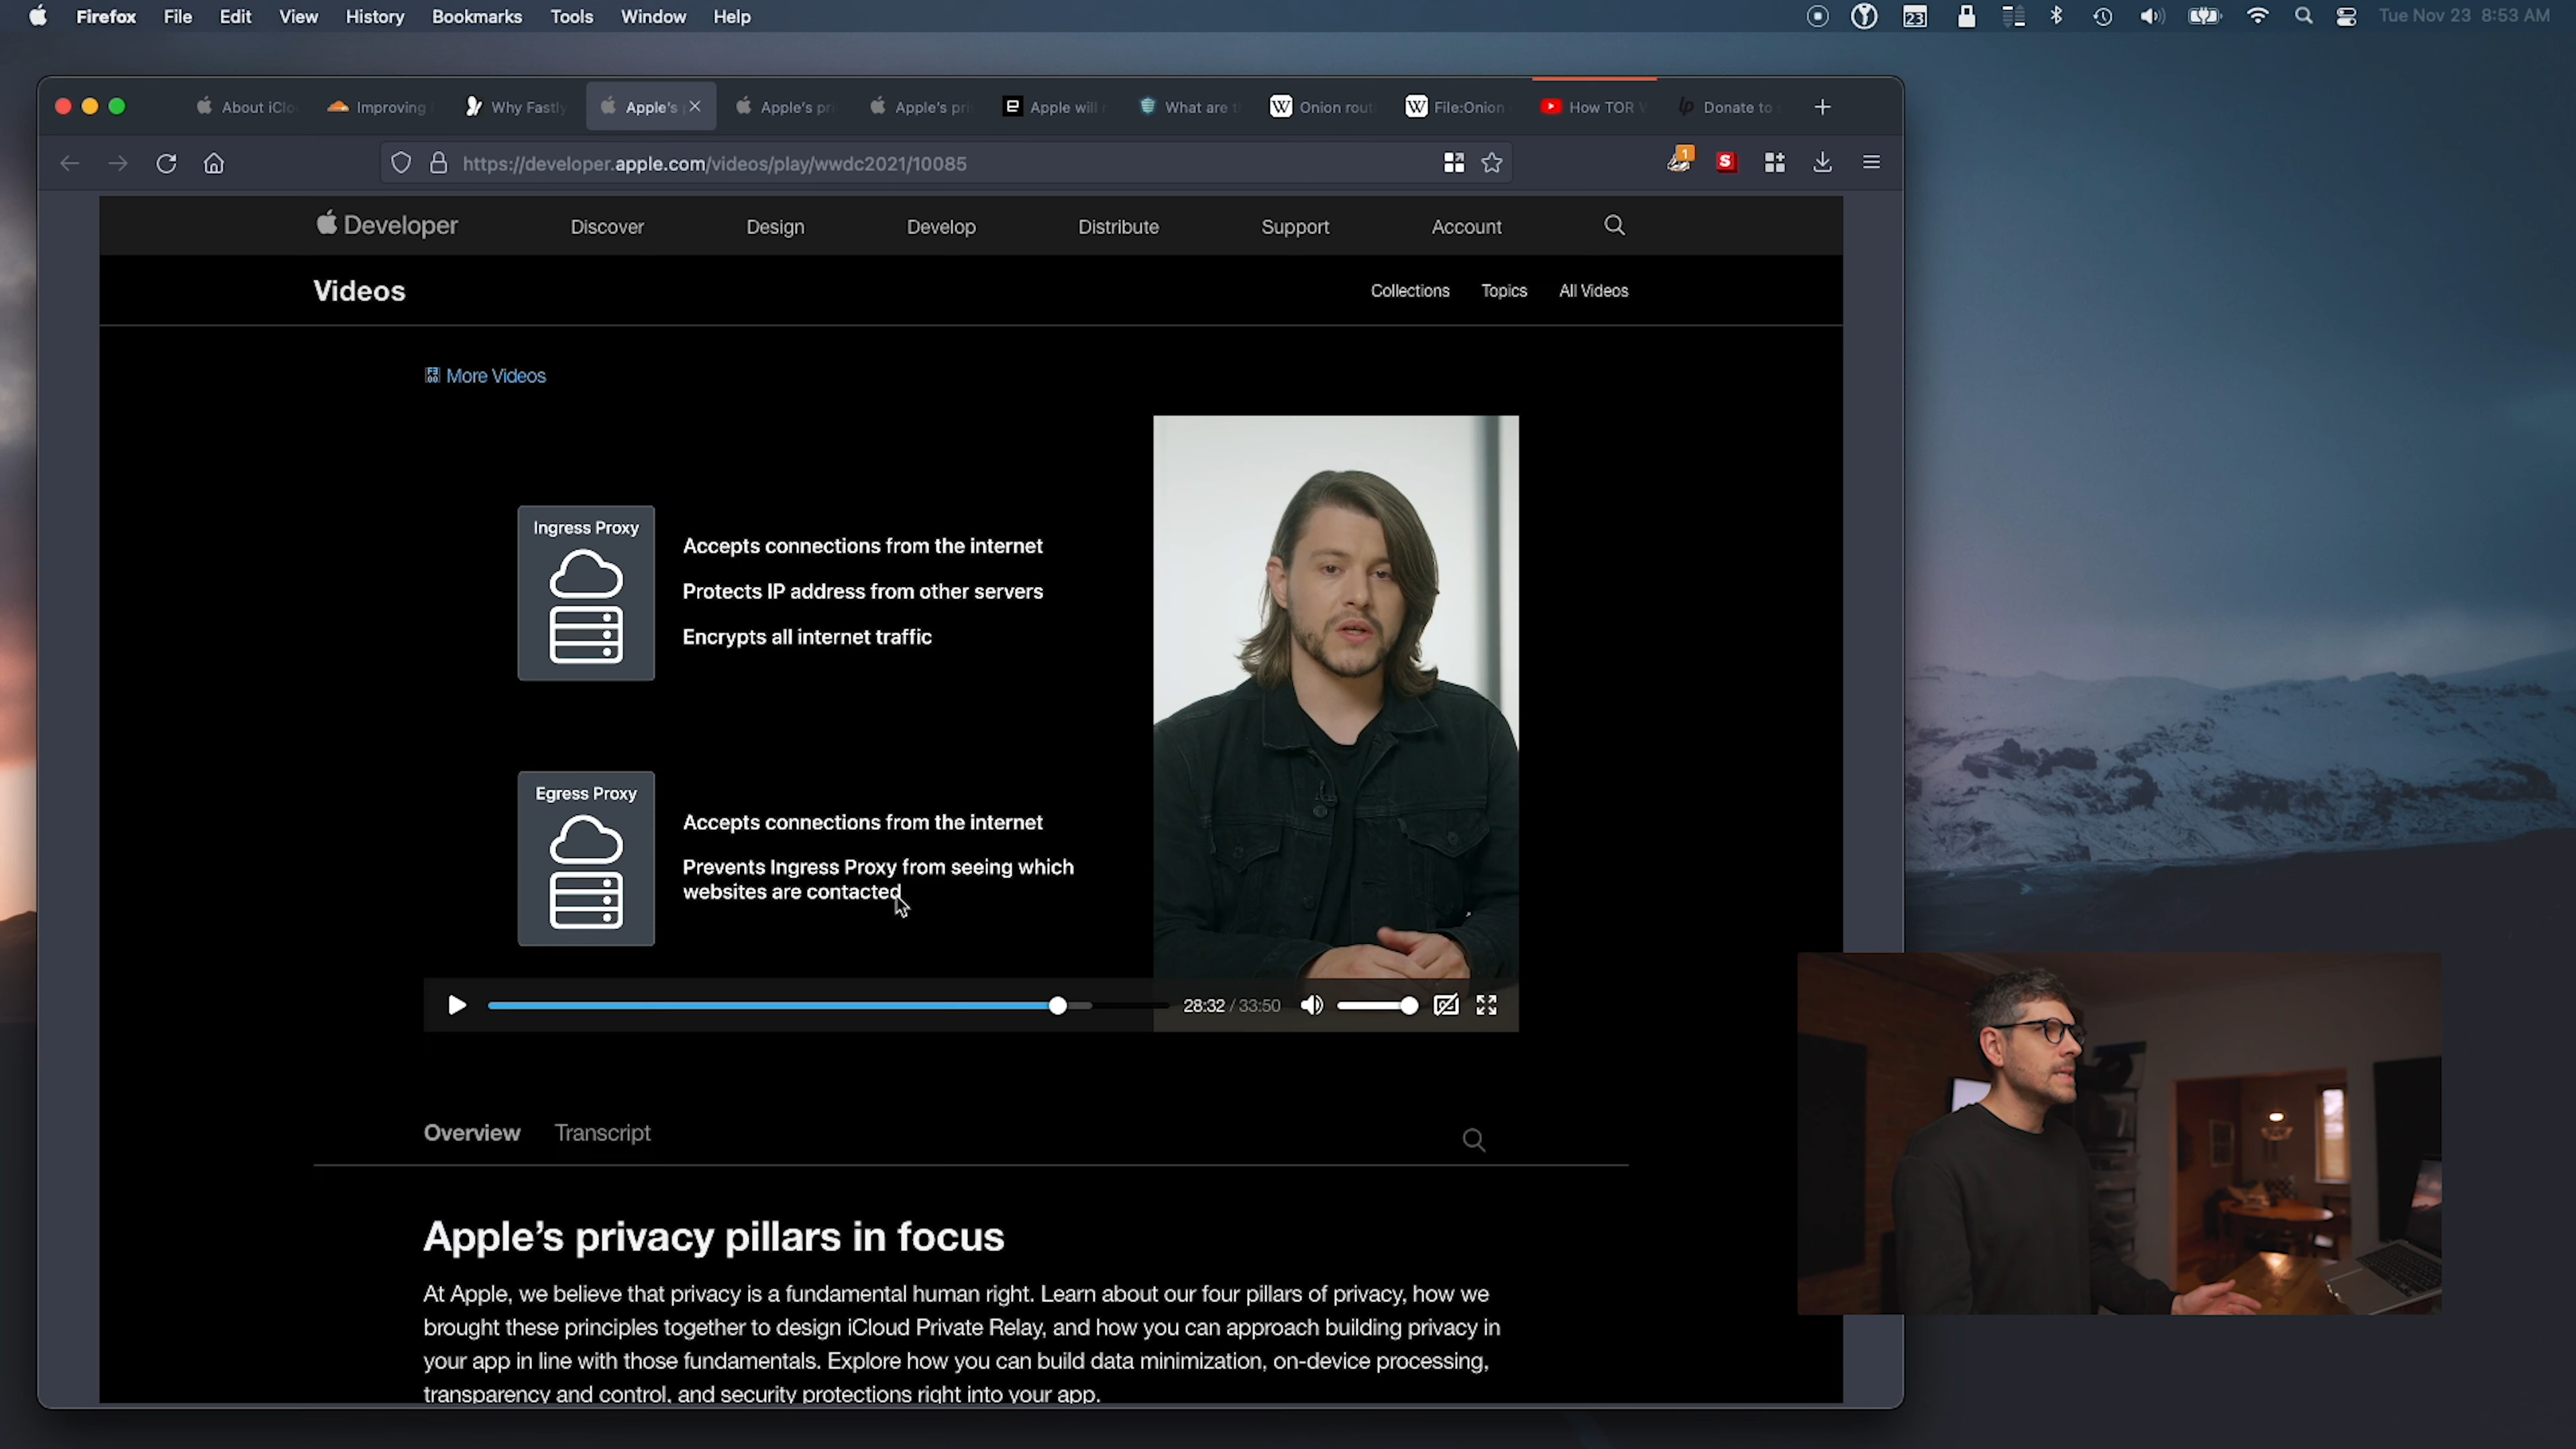 Firefox File Edit View History Bookmarks Tools Window Help 23 Tue Nov 23 8:53 AM
About iClo Improving Why Fastly Apple's Apple's pri Apple's pri Apple will What are Onion rout File:Onion How TOR Donate to
https://developer.apple.com/videos/play/wwdc2021/10085 1 S
Developer Discover Design Develop Distribute Support Account
Videos Collections Topics All Videos
More Videos
Ingress Proxy
Accepts connections from the internet
Protects IP address from other servers
Encrypts all internet traffic
Egress Proxy
Accepts connections from the internet
Prevents Ingress Proxy from seeing which
websites are contacted
28:32 / 33:50
Overview Transcript
Apple's privacy pillars in focus
At Apple, we believe that privacy is a fundamental human right. Learn about our four pillars of privacy, how we
brought these principles together to design iCloud Private Relay, and how you can approach building privacy in
your app in line with those fundamentals. Explore how you can build data minimization, on-device processing,
transparency and control, and security protections right into your app.